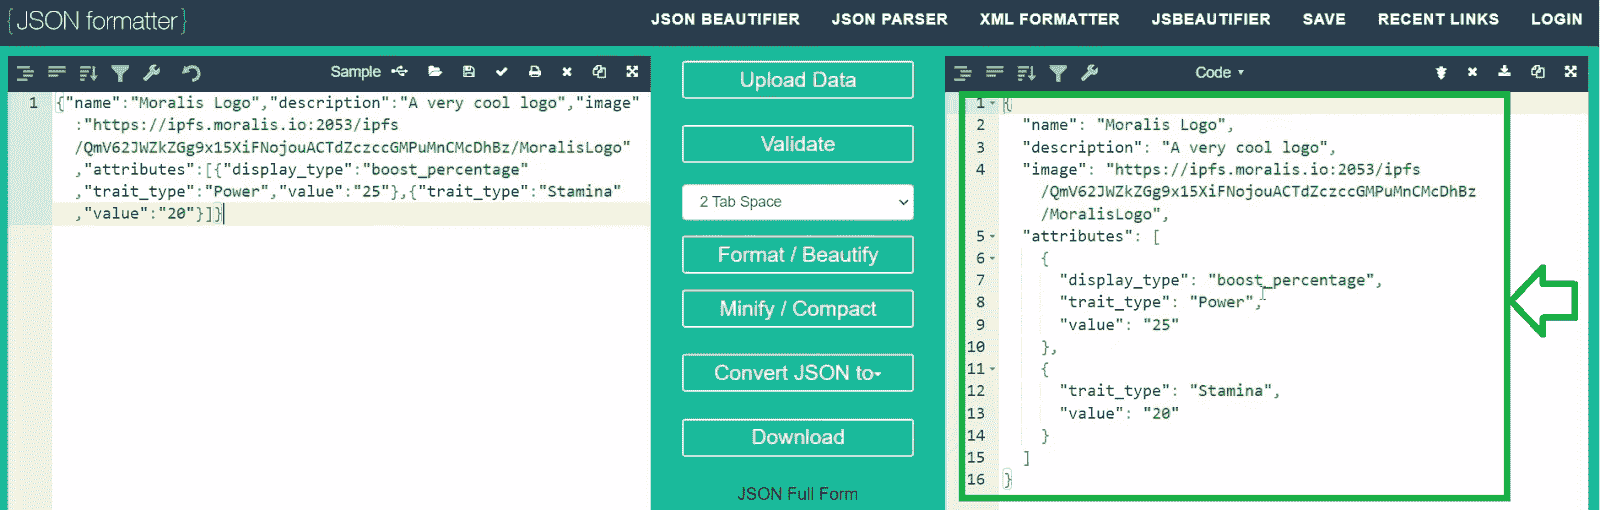 {JSON formatter}
JSON BEAUTIFIER JSON PARSER XML FORMATTER JSBEAUTIFIER SAVE RECENT LINKS LOGIN
Sample
1 {"name":"Moralis Logo","description":"A very cool logo","image"
:"https://ipfs.moralis.io:2053/ipfs
/QmV62JWZkZGg9x15XiFNojouACTdZczccGMPuMnCMcDhBz/MoralisLogo"
,"attributes":[{"display_type":"boost_percentage"
,"trait_type":"Power","value":"25"},{"trait_type":"Stamina"
,"value":"20"}]}
Upload Data
Validate
2 Tab Space
Format / Beautify
Minify / Compact
Convert JSON to
Download
JSON Full Form
Code
1 {
2 "name": "Moralis Logo",
3 "description": "A very cool logo",
4 "image": "https://ipfs.moralis.io:2053/ipfs
/QmV62JWZkZGg9x15XiFNojouACTdZczccGMPuMnCMcDhBz
/MoralisLogo",
5 "attributes": [
6 {
7 "display_type": "boost_percentage",
8 "trait_type": "Power",
9 "value": "25"
10 },
11 {
12 "trait_type": "Stamina",
13 "value": "20"
14 }
15 ]
16 }